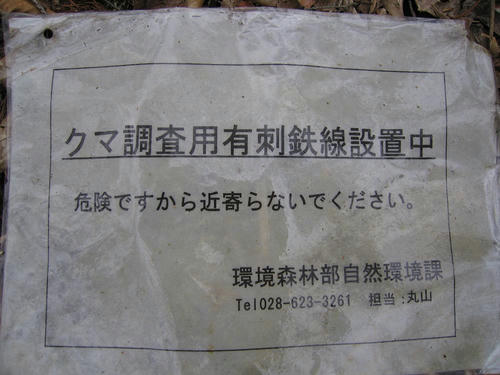 クマ調査用有刺鉄線設置中
危険ですから近寄らないでください。
環境森林部自然環境課
Tel028-623-3261 担当:丸山